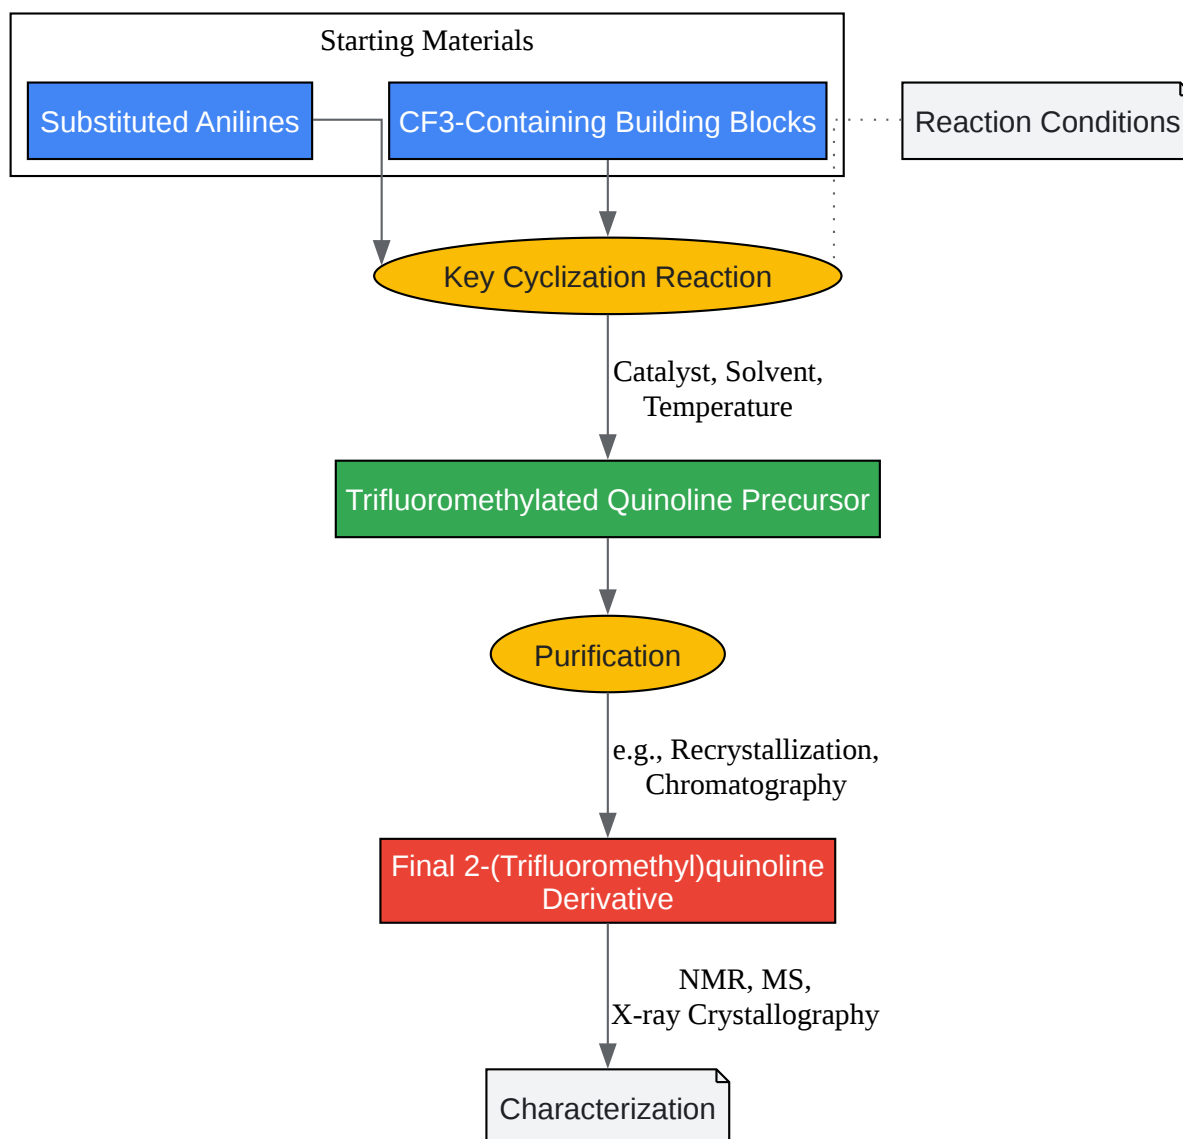 Starting Materials
Substituted Anilines
CF3-Containing Building Blocks
Reaction Conditions
Key Cyclization Reaction
Catalyst, Solvent,
Temperature
Trifluoromethylated Quinoline Precursor
Purification
e.g., Recrystallization,
Chromatography
Final 2-(Trifluoromethyl)quinoline
Derivative
NMR, MS,
X-ray Crystallography
Characterization